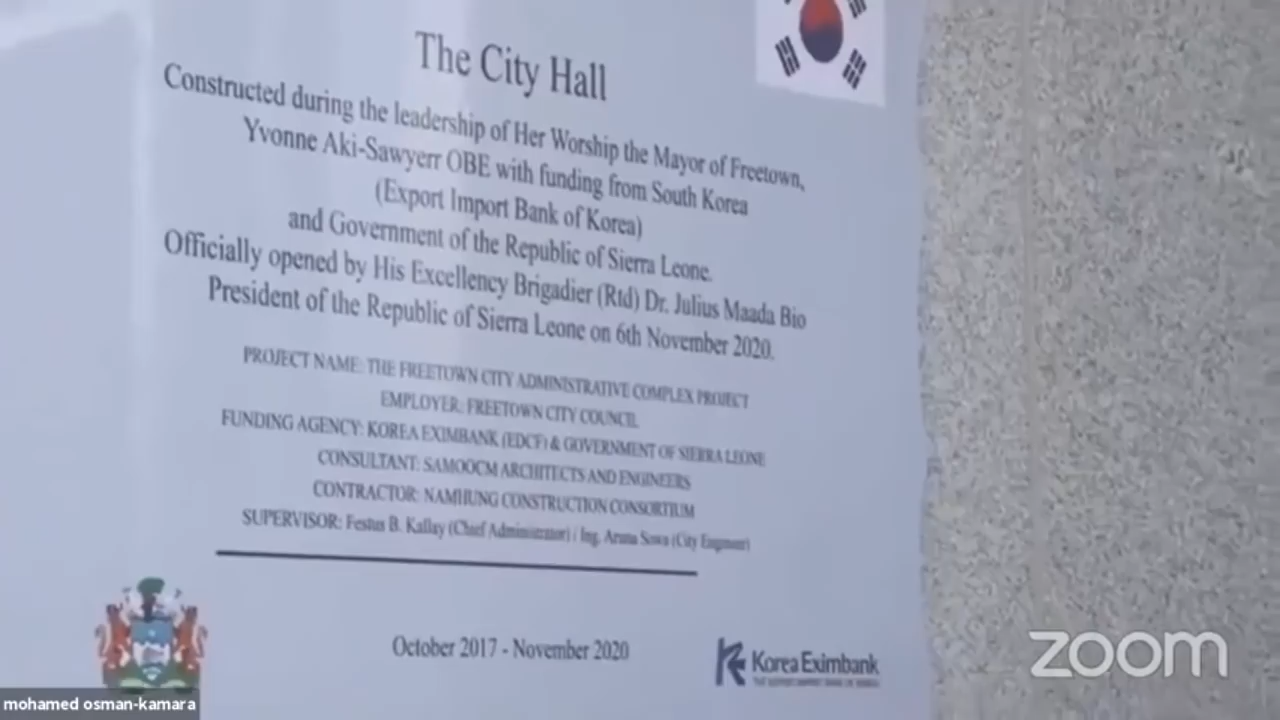 The City Hall
Constructed during the leadership of Her Worship the Mayor of Freetown,
Yvonne Aki-Sawyerr OBE with funding from South Korea
(Export Import Bank of Korea)
and Government of the Republic of Sierra Leone.
Officially opened by His Excellency Brigadier (Rtd) Dr. Julius Maada Bio
President of the Republic of Sierra Leone on 6th November 2020.
PROJECT NAME: THE FREETOWN CITY ADMINISTRATIVE COMPLEX PROJECT
EMPLOYER: FREETOWN CITY COUNCIL
FUNDING AGENCY: KOREA EXIMBANK (EDCF) & GOVERNMENT OF SIERRA LEONE
CONSULTANT: SAMOOCM ARCHITECTS AND ENGINEERS
CONTRACTOR: NAMHUNG CONSTRUCTION CONSORTIUM
SUPERVISOR: Festus B. Kallay (Chief Administrator) / Ing. Aruna Sowa (City Engineer)
October 2017 - November 2020
Korea Eximbank
zoom
mohamed osman-kamara